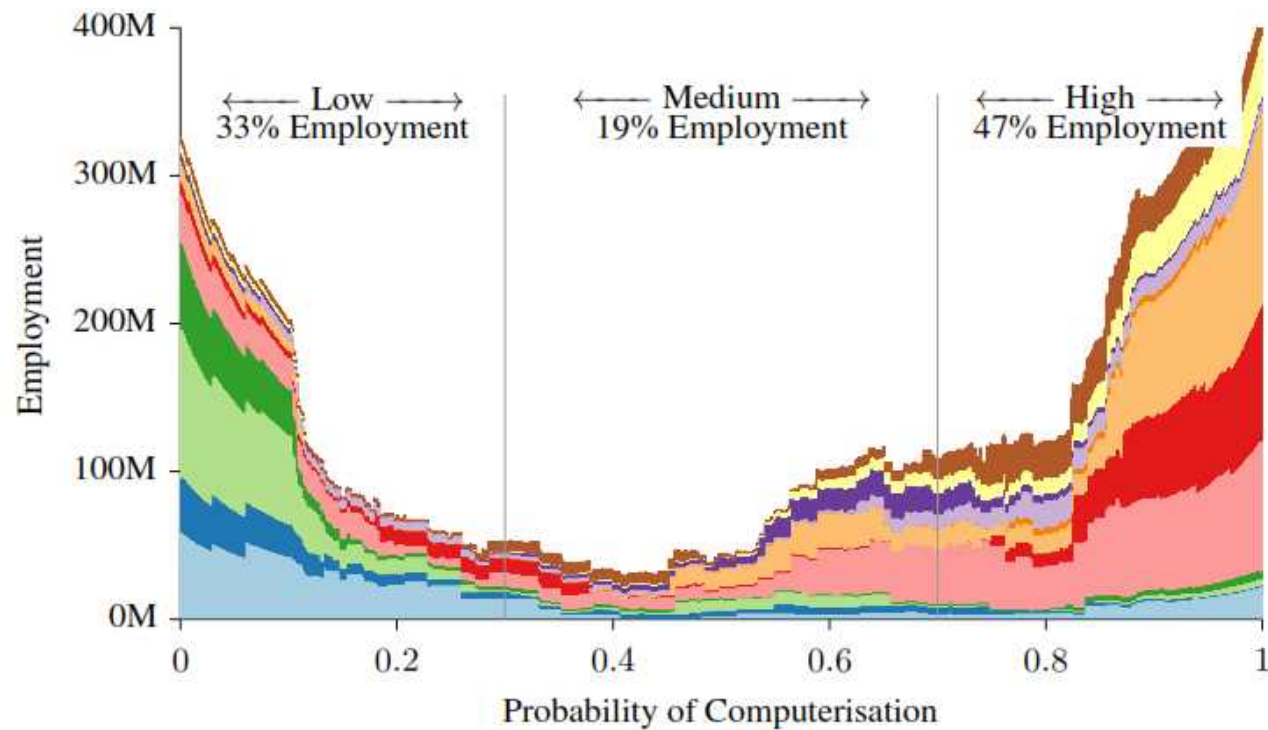 400M
←— Low —→
33% Employment
←— Medium —→
19% Employment
←— High —→
47% Employment
300M
200M
100M
0M
Employment
0
0.2
0.4
0.6
0.8
1
Probability of Computerisation